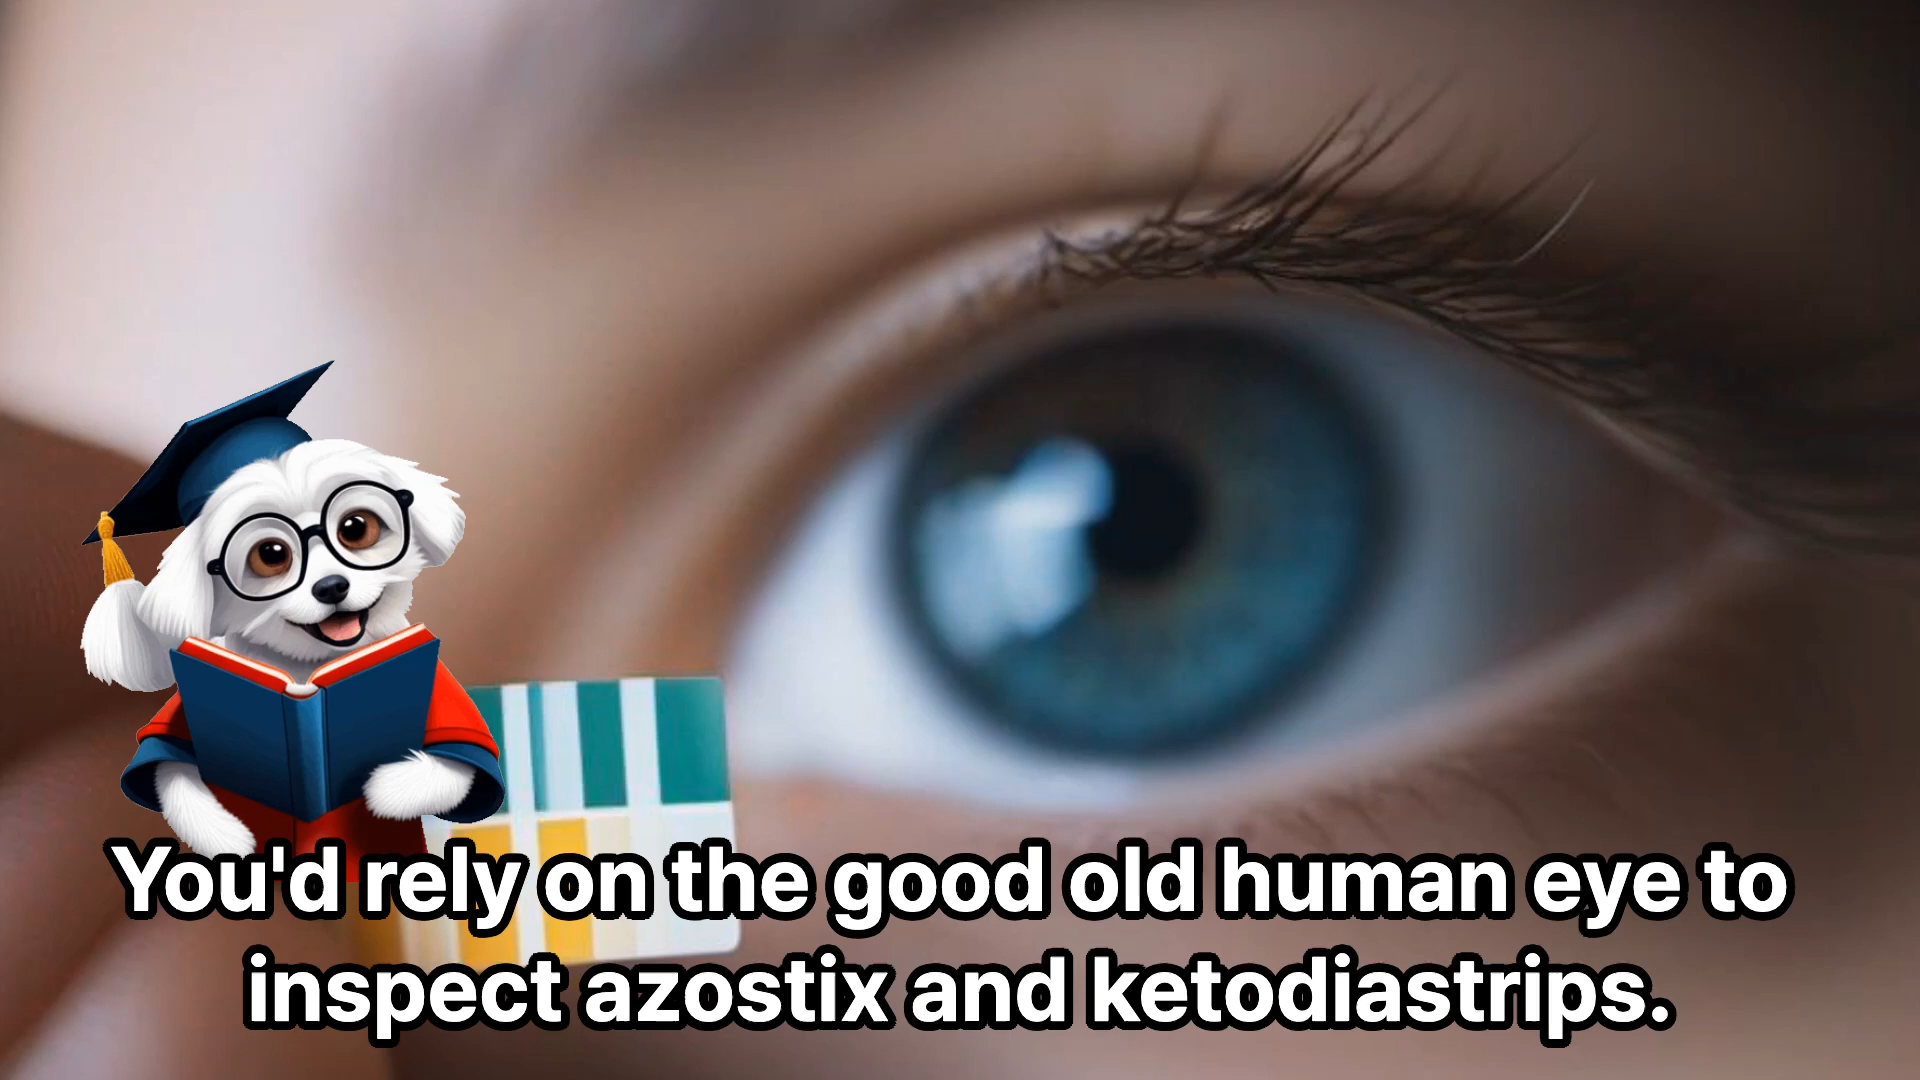 You'd rely on the good old human eye to
inspect azostix and ketodiastrips.